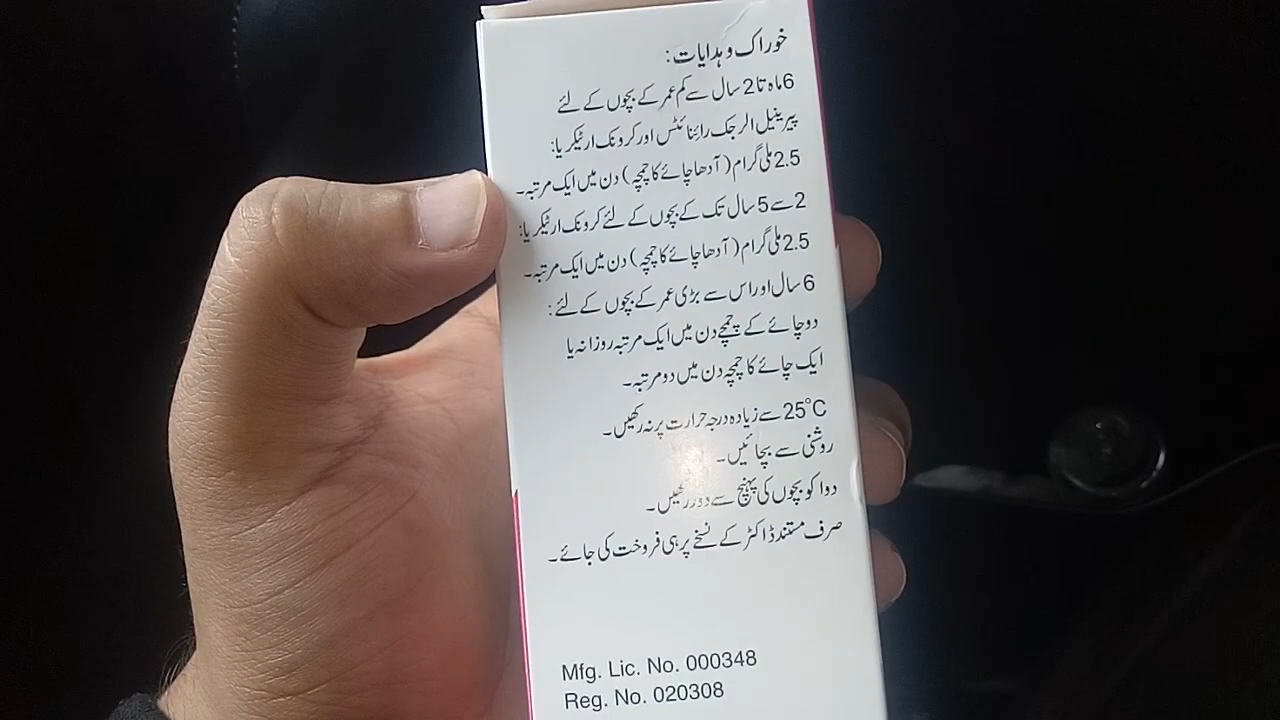 خوراک و ہدایات:
6 ماہ تا 2 سال سے کم عمر کے بچوں کے لئے
پیرینیل الرجک رائنائٹس اور کرونک ارٹیکریا:
2.5 ملی گرام (آدھا چائے کا چمچہ) دن میں ایک مرتبہ۔
2 سے 5 سال تک کے بچوں کے لئے کرونک ارٹیکریا:
2.5 ملی گرام (آدھا چائے کا چمچہ) دن میں ایک مرتبہ۔
6 سال اور اس سے بڑی عمر کے بچوں کے لئے:
دو چائے کے چمچے دن میں ایک مرتبہ روزانہ یا
ایک چائے کا چمچہ دن میں دو مرتبہ۔
25°C سے زیادہ درجہ حرارت پر نہ رکھیں۔
روشنی سے بچائیں۔
دوا کو بچوں کی پہنچ سے دور رکھیں۔
صرف مستند ڈاکٹر کے نسخے پر ہی فروخت کی جائے۔
Mfg. Lic. No. 000348
Reg. No. 020308